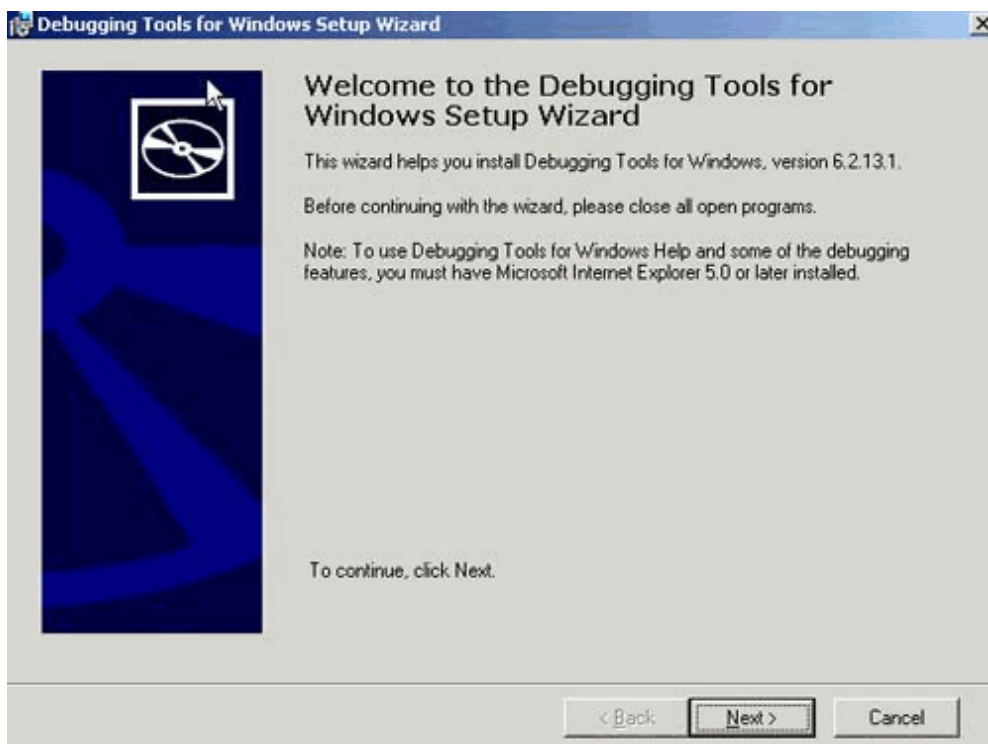 Debugging Tools for Windows Setup Wizard
Welcome to the Debugging Tools for
Windows Setup Wizard
This wizard helps you install Debugging Tools for Windows, version 6.2.13.1.
Before continuing with the wizard, please close all open programs.
Note: To use Debugging Tools for Windows Help and some of the debugging
features, you must have Microsoft Internet Explorer 5.0 or later installed.
To continue, click Next.
< Back
Next >
Cancel